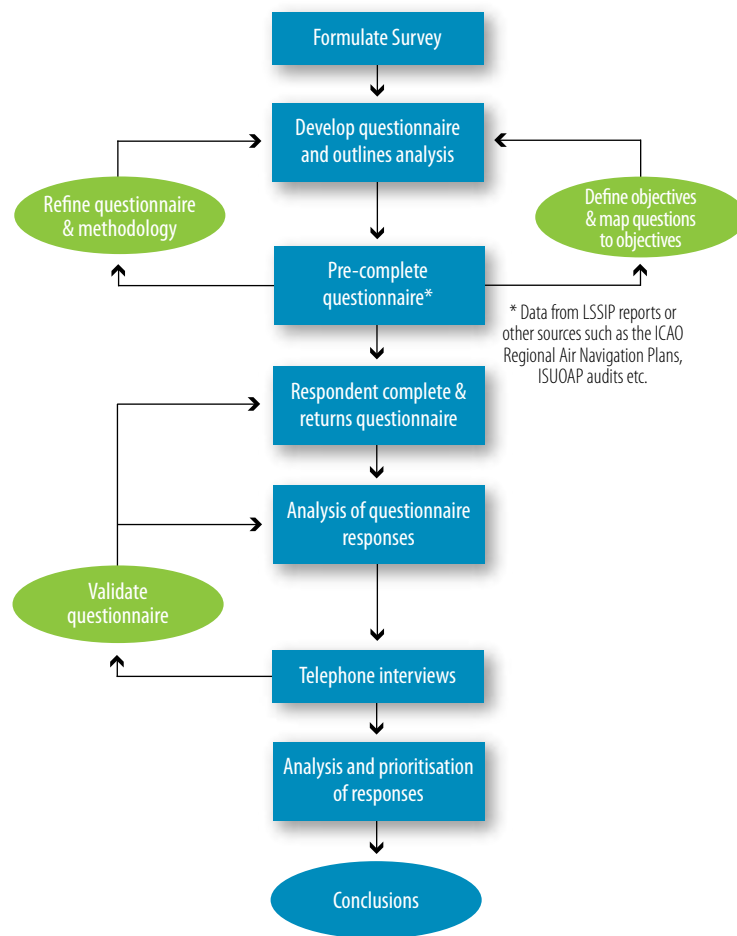 Formulate Survey
Develop questionnaire
and outlines analysis
Refine questionnaire
& methodology
Define objectives
& map questions
to objectives
Pre-complete
questionnaire*
* Data from LSSIP reports or
other sources such as the ICAO
Regional Air Navigation Plans,
ISUOAP audits etc.
Respondent complete &
returns questionnaire
Analysis of questionnaire
responses
Validate
questionnaire
Telephone interviews
Analysis and prioritisation
of responses
Conclusions